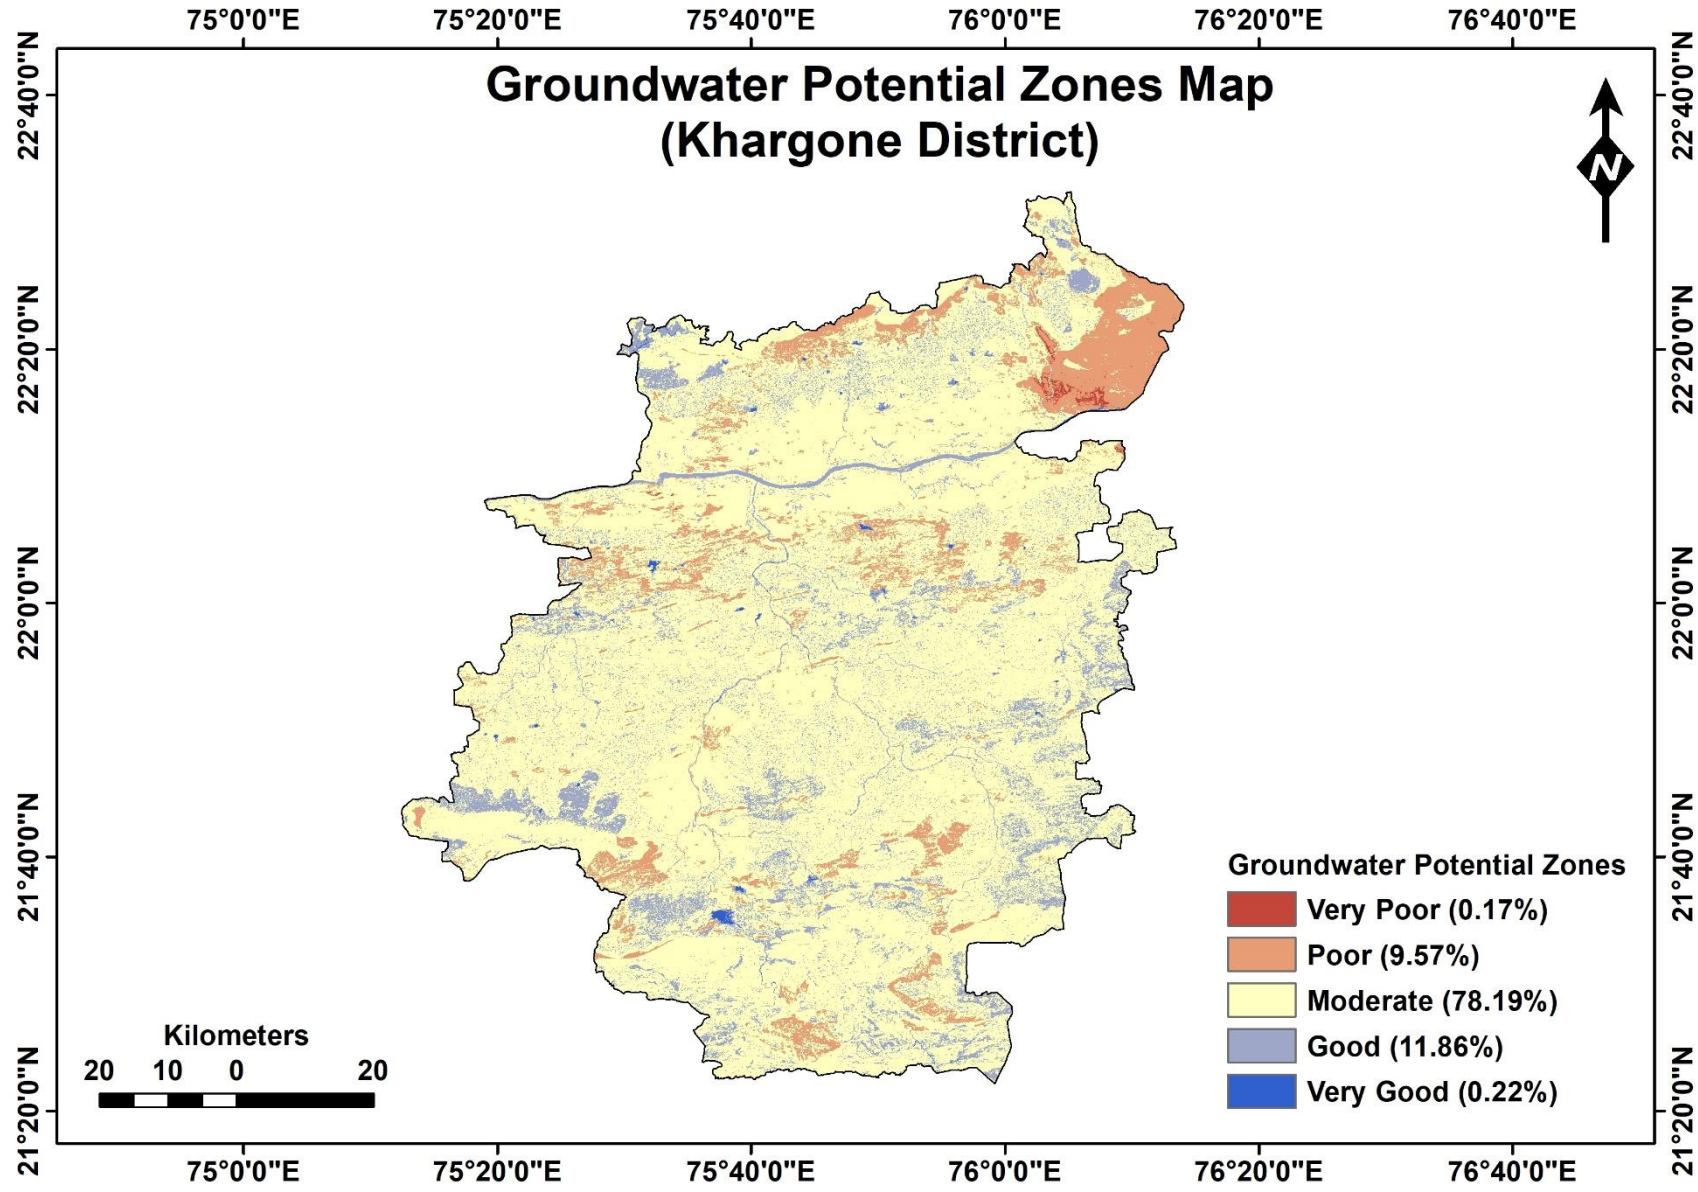 75°0'0"E 75°20'0"E 75°40'0"E 76°0'0"E 76°20'0"E 76°40'0"E
Groundwater Potential Zones Map
(Khargone District)
N
22°40'0"N 22°40'0"N
22°20'0"N 22°20'0"N
22°0'0"N 22°0'0"N
21°40'0"N 21°40'0"N
21°20'0"N 21°20'0"N
Groundwater Potential Zones
Very Poor (0.17%)
Poor (9.57%)
Moderate (78.19%)
Good (11.86%)
Very Good (0.22%)
Kilometers
20 10 0 20
75°0'0"E 75°20'0"E 75°40'0"E 76°0'0"E 76°20'0"E 76°40'0"E